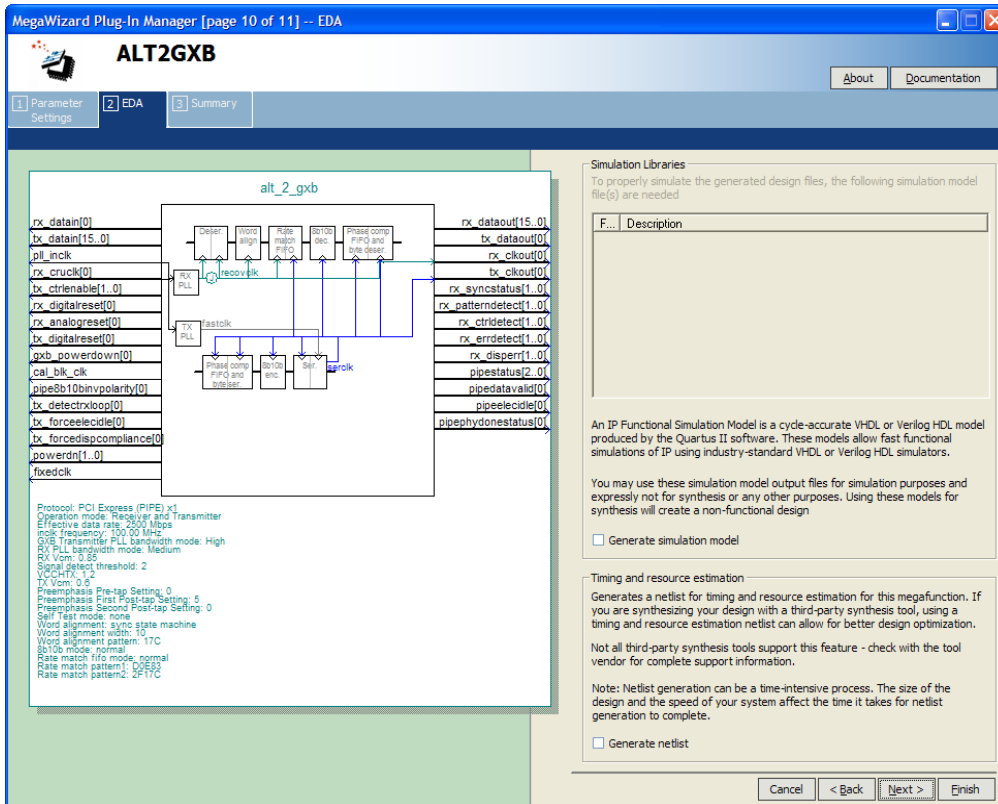 MegaWizard Plug-In Manager [page 10 of 11] -- EDA
ALT2GXB
About
Documentation
1 Parameter Settings
2 EDA
3 Summary
alt_2_gxb
rx_datain[0]
tx_datain[15..0]
pll_inclk
rx_cruclk[0]
tx_ctrlenable[1..0]
rx_digitalreset[0]
rx_analogreset[0]
tx_digitalreset[0]
gxb_powerdown[0]
cal_blk_clk
pipe8b10binvpolarity[0]
tx_detectrxloop[0]
tx_forceelecidle[0]
tx_forcedispcompliance[0]
powerdn[1..0]
fixedclk
Deser.
Word align
Rate match FIFO
8b10b dec.
Phase comp FIFO and byte deser.
RX PLL
recovclk
TX PLL
fastclk
Phase comp FIFO and byte ser.
8b10b enc.
Ser.
serclk
rx_dataout[15..0]
tx_dataout[0]
rx_clkout[0]
tx_clkout[0]
rx_syncstatus[1..0]
rx_patterndetect[1..0]
rx_ctrldetect[1..0]
rx_errdetect[1..0]
rx_disperr[1..0]
pipestatus[2..0]
pipedatavalid[0]
pipeelecidle[0]
pipephydonestatus[0]
Protocol: PCI Express (PIPE) x1
Operation mode: Receiver and Transmitter
Effective data rate: 2500 Mbps
inclk frequency: 100.00 MHz
GXB Transmitter PLL bandwidth mode: High
RX PLL bandwidth mode: Medium
RX Vcm: 0.85
Signal detect threshold: 2
VCCHTX: 1.2
TX Vcm: 0.6
Preemphasis Pre-tap Setting: 0
Preemphasis First Post-tap Setting: 5
Preemphasis Second Post-tap Setting: 0
Self Test mode: none
Word alignment: sync state machine
Word alignment width: 10
Word alignment pattern: 17C
8b10b mode: normal
Rate match fifo mode: normal
Rate match pattern1: D0E83
Rate match pattern2: 2F17C
Simulation Libraries
To properly simulate the generated design files, the following simulation model
file(s) are needed
F... Description
An IP Functional Simulation Model is a cycle-accurate VHDL or Verilog HDL model
produced by the Quartus II software. These models allow fast functional
simulations of IP using industry-standard VHDL or Verilog HDL simulators.
You may use these simulation model output files for simulation purposes and
expressly not for synthesis or any other purposes. Using these models for
synthesis will create a non-functional design
Generate simulation model
Timing and resource estimation
Generates a netlist for timing and resource estimation for this megafunction. If
you are synthesizing your design with a third-party synthesis tool, using a
timing and resource estimation netlist can allow for better design optimization.
Not all third-party synthesis tools support this feature - check with the tool
vendor for complete support information.
Note: Netlist generation can be a time-intensive process. The size of the
design and the speed of your system affect the time it takes for netlist
generation to complete.
Generate netlist
Cancel
< Back
Next >
Finish